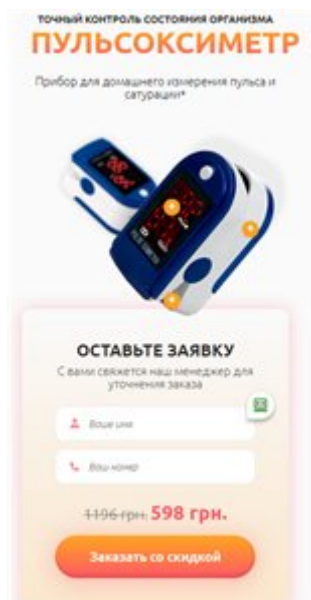 ТОЧНЫЙ КОНТРОЛЬ СОСТОЯНИЯ ОРГАНИЗМА
ПУЛЬСОКСИМЕТР
Прибор для домашнего измерения пульса и
сатурации*
ОСТАВЬТЕ ЗАЯВКУ
С вами свяжется наш менеджер для
уточнения заказа
Ваше имя
Ваш номер
1196 грн. 598 грн.
Заказать со скидкой